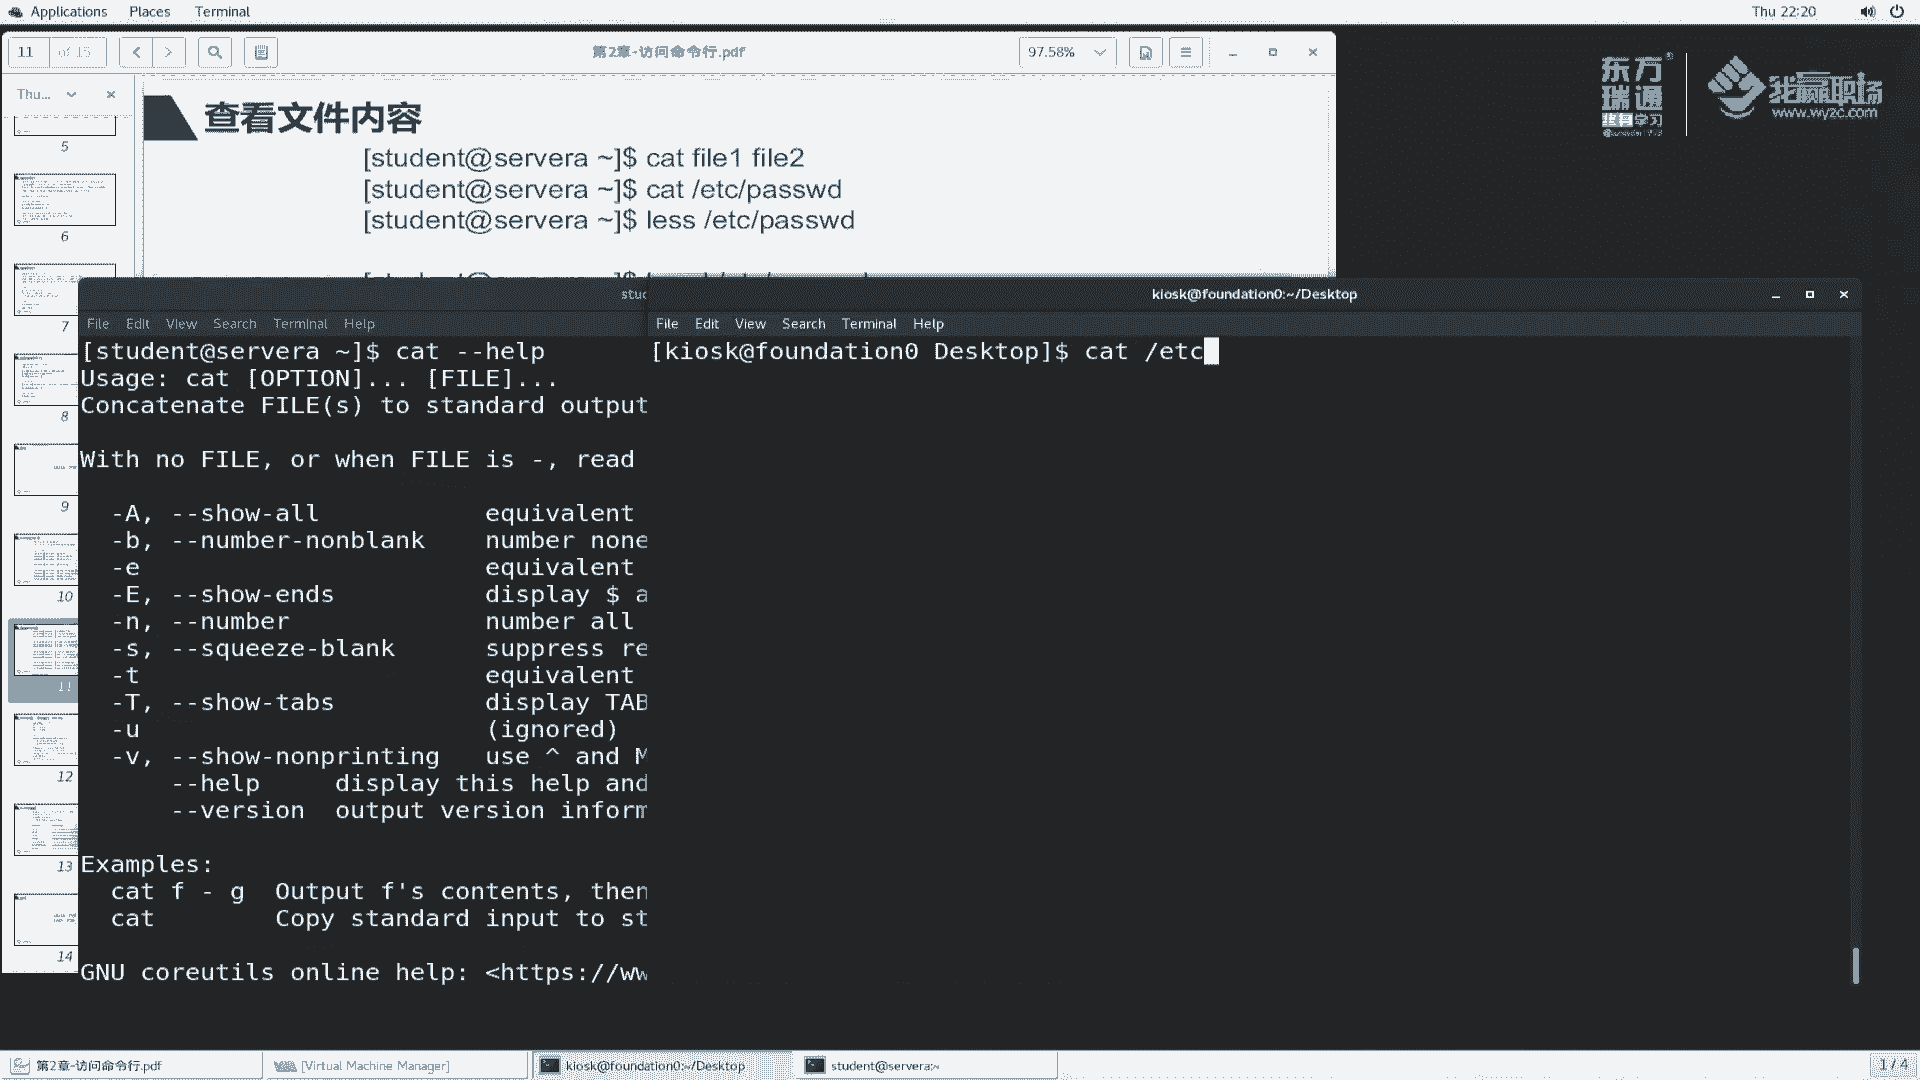 Applications Places Terminal
Thu 22:20
11 of 15
第2章-访问命令行.pdf
97.58%
Thu...
5
6
7
8
9
10
11
12
13
14
查看文件内容
[student@servera ~]$ cat file1 file2
[student@servera ~]$ cat /etc/passwd
[student@servera ~]$ less /etc/passwd
东方
瑞通
我赢职场
www.wy2c.com
File Edit View Search Terminal Help
[student@servera ~]$ cat --help
Usage: cat [OPTION]... [FILE]...
Concatenate FILE(s) to standard output
With no FILE, or when FILE is -, read
-A, --show-all equivalent
-b, --number-nonblank number none
-e equivalent
-E, --show-ends display $ a
-n, --number number all
-s, --squeeze-blank suppress re
-t equivalent
-T, --show-tabs display TAB
-u (ignored)
-v, --show-nonprinting use ^ and M
--help display this help and
--version output version inform
Examples:
cat f - g Output f's contents, then
cat Copy standard input to st
GNU coreutils online help: <https://ww
kiosk@foundation0:~/Desktop
File Edit View Search Terminal Help
[kiosk@foundation0 Desktop]$ cat /etc
第2章-访问命令行.pdf
[Virtual Machine Manager]
kiosk@foundation0:~/Desktop
student@servera:~
1 / 4